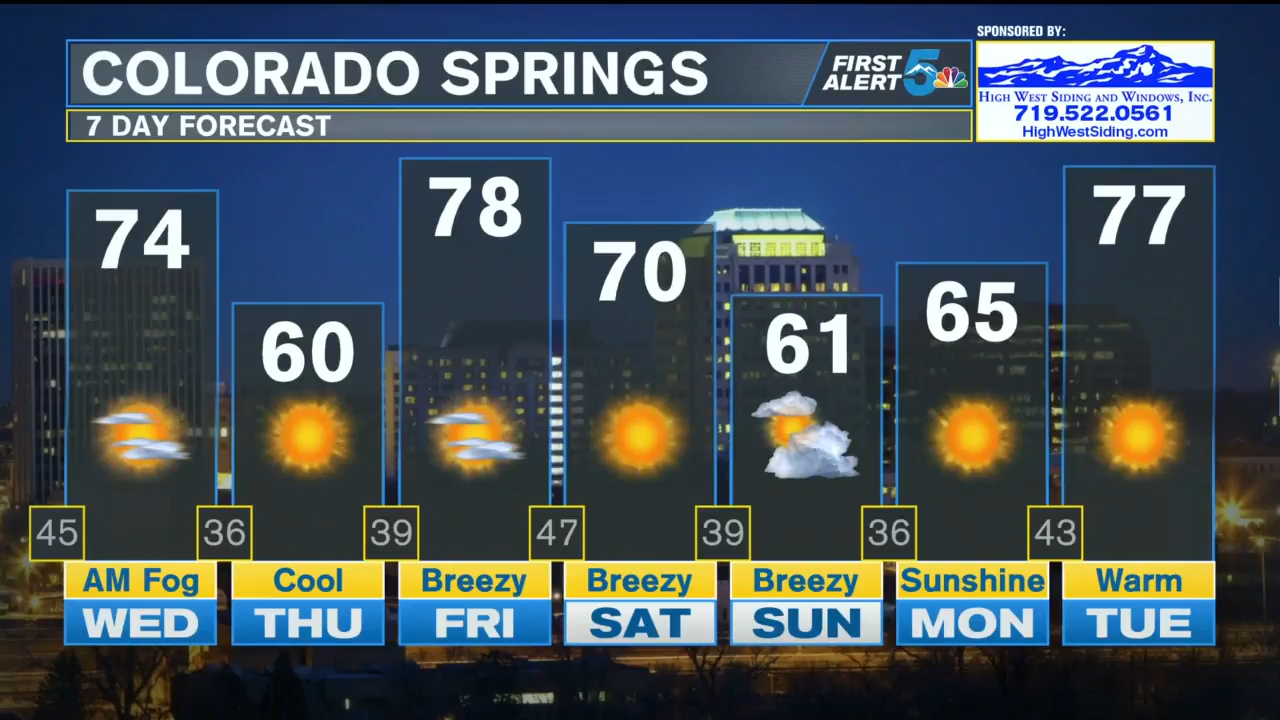 SPONSORED BY:
COLORADO SPRINGS
FIRST
ALERT 5
HIGH WEST SIDING AND WINDOWS, INC.
719.522.0561
HighWestSiding.com
7 DAY FORECAST
74
60
78
70
61
65
77
45
36
39
47
39
36
43
AM Fog
Cool
Breezy
Breezy
Breezy
Sunshine
Warm
WED
THU
FRI
SAT
SUN
MON
TUE